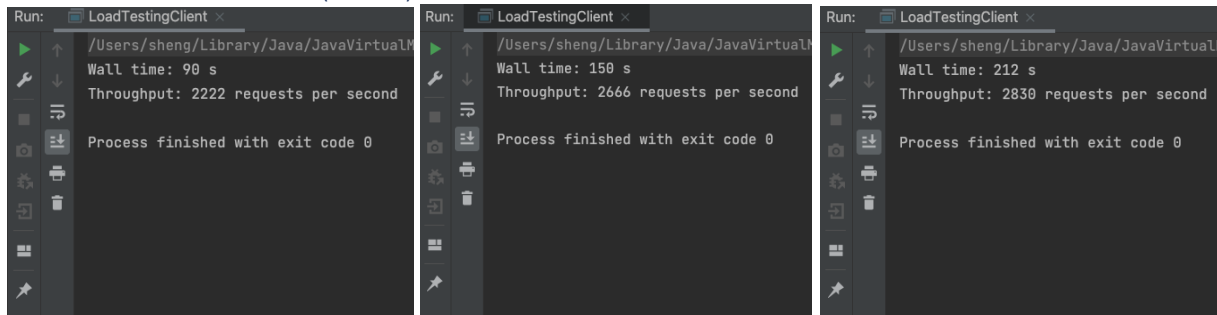 Run: LoadTestingClient
/Users/sheng/Library/Java/JavaVirtualM
Wall time: 90 s
Throughput: 2222 requests per second
Process finished with exit code 0
Run: LoadTestingClient
/Users/sheng/Library/Java/JavaVirtualM
Wall time: 150 s
Throughput: 2666 requests per second
Process finished with exit code 0
Run: LoadTestingClient
/Users/sheng/Library/Java/JavaVirtual
Wall time: 212 s
Throughput: 2830 requests per second
Process finished with exit code 0